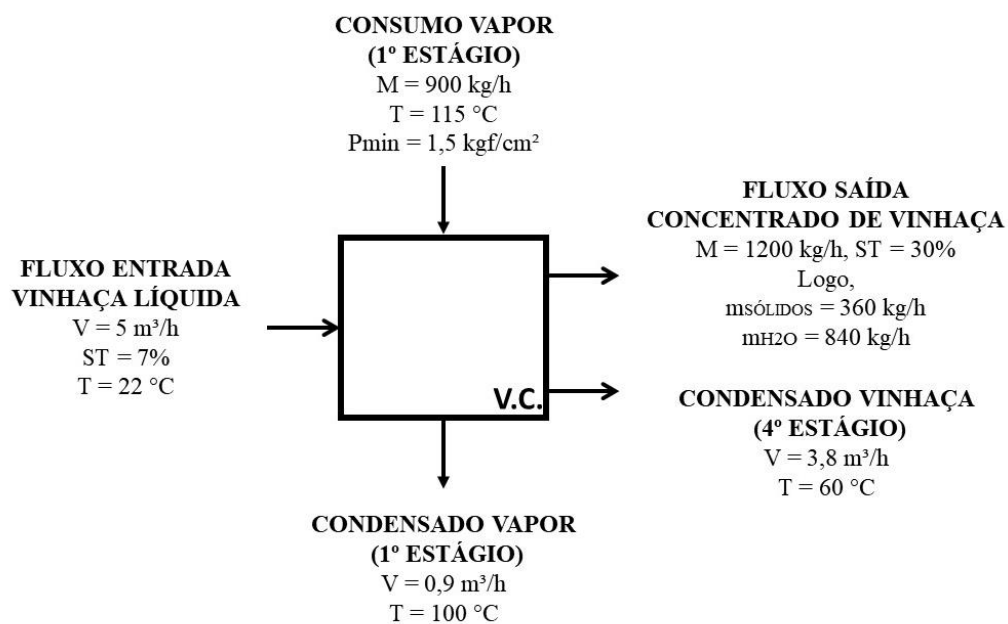 CONSUMO VAPOR
(1º ESTÁGIO)
M = 900 kg/h
T = 115 °C
Pmin = 1,5 kgf/cm²
FLUXO ENTRADA
VINHAÇA LÍQUIDA
V = 5 m³/h
ST = 7%
T = 22 °C
V.C.
FLUXO SAÍDA
CONCENTRADO DE VINHAÇA
M = 1200 kg/h, ST = 30%
Logo,
mSÓLIDOS = 360 kg/h
mH2O = 840 kg/h
CONDENSADO VINHAÇA
(4º ESTÁGIO)
V = 3,8 m³/h
T = 60 °C
CONDENSADO VAPOR
(1º ESTÁGIO)
V = 0,9 m³/h
T = 100 °C